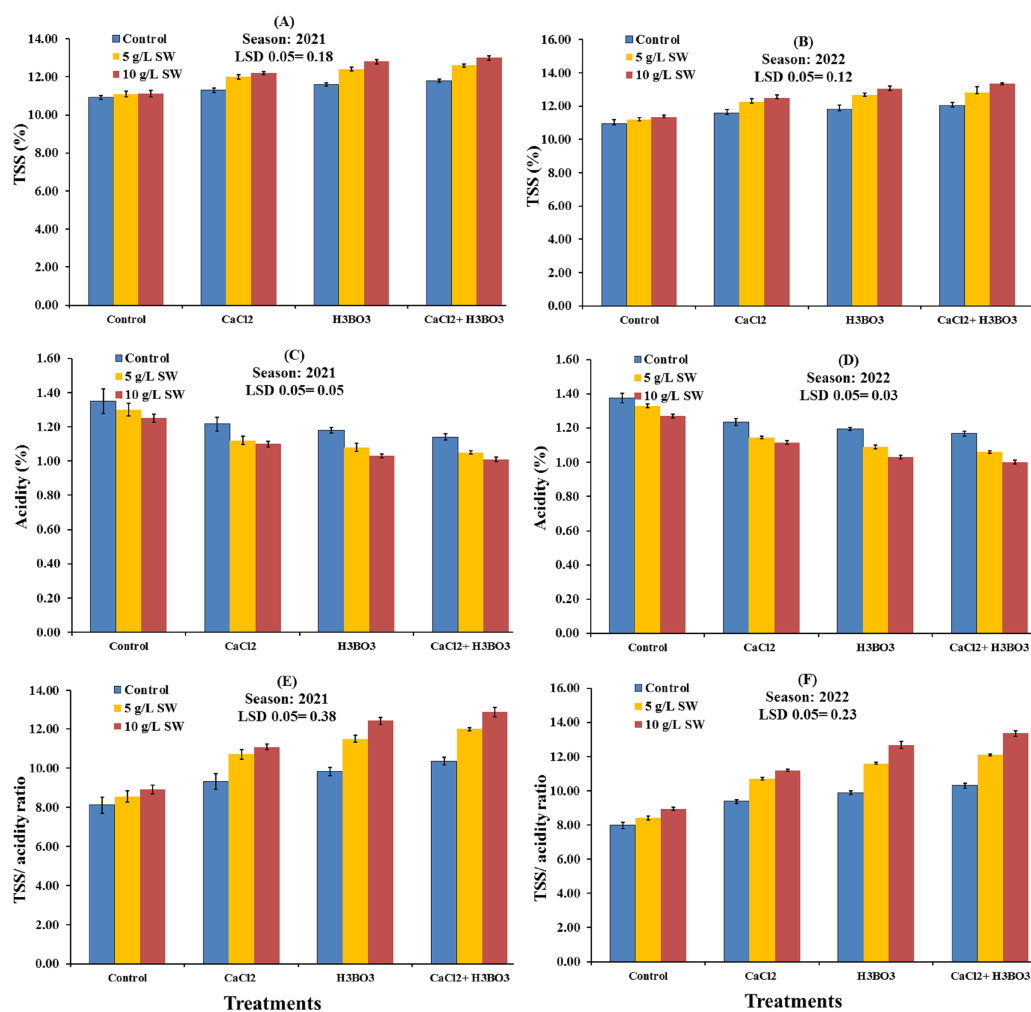 (A)
Season: 2021
LSD 0.05= 0.18
Control
5 g/L SW
10 g/L SW
14.00
12.00
10.00
8.00
6.00
4.00
2.00
0.00
TSS (%)
Control CaCl2 H3BO3 CaCl2+ H3BO3
(B)
Season: 2022
LSD 0.05= 0.12
Control
5 g/L SW
10 g/L SW
16.00
14.00
12.00
10.00
8.00
6.00
4.00
2.00
0.00
TSS (%)
Control CaCl2 H3BO3 CaCl2+ H3BO3
(C)
Season: 2021
LSD 0.05= 0.05
Control
5 g/L SW
10 g/L SW
1.60
1.40
1.20
1.00
0.80
0.60
0.40
0.20
0.00
Acidity (%)
Control CaCl2 H3BO3 CaCl2+ H3BO3
(D)
Season: 2022
LSD 0.05= 0.03
Control
5 g/L SW
10 g/L SW
1.60
1.40
1.20
1.00
0.80
0.60
0.40
0.20
0.00
Acidity (%)
Control CaCl2 H3BO3 CaCl2+ H3BO3
(E)
Season: 2021
LSD 0.05= 0.38
Control
5 g/L SW
10 g/L SW
14.00
12.00
10.00
8.00
6.00
4.00
2.00
0.00
TSS/ acidity ratio
Control CaCl2 H3BO3 CaCl2+ H3BO3
Treatments
(F)
Season: 2022
LSD 0.05= 0.23
Control
5 g/L SW
10 g/L SW
16.00
14.00
12.00
10.00
8.00
6.00
4.00
2.00
0.00
TSS/ acidity ratio
Control CaCl2 H3BO3 CaCl2+ H3BO3
Treatments